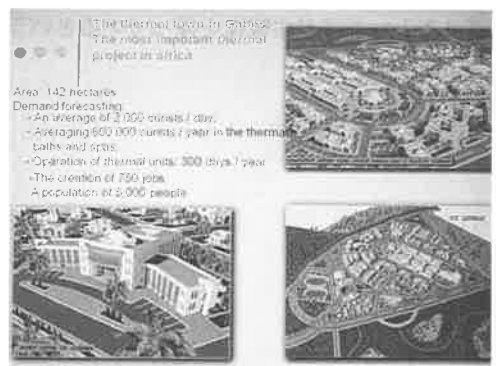 The thermal town in Gabes:
The most important thermal
project in africa
Area: 142 hectares
Demand forecasting:
- An average of 2 000 curists / day.
- Averaging 600 000 curists / year in the thermal
baths and spas
- Operation of thermal units: 300 days / year
- The creation of 750 jobs
A population of 5 000 people